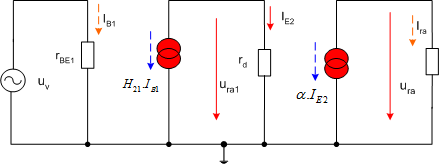 I_B1
r_BE1
u_v
H_21.I_B1
u_ra1
I_E2
r_d
α.I_E2
I_ra
u_ra